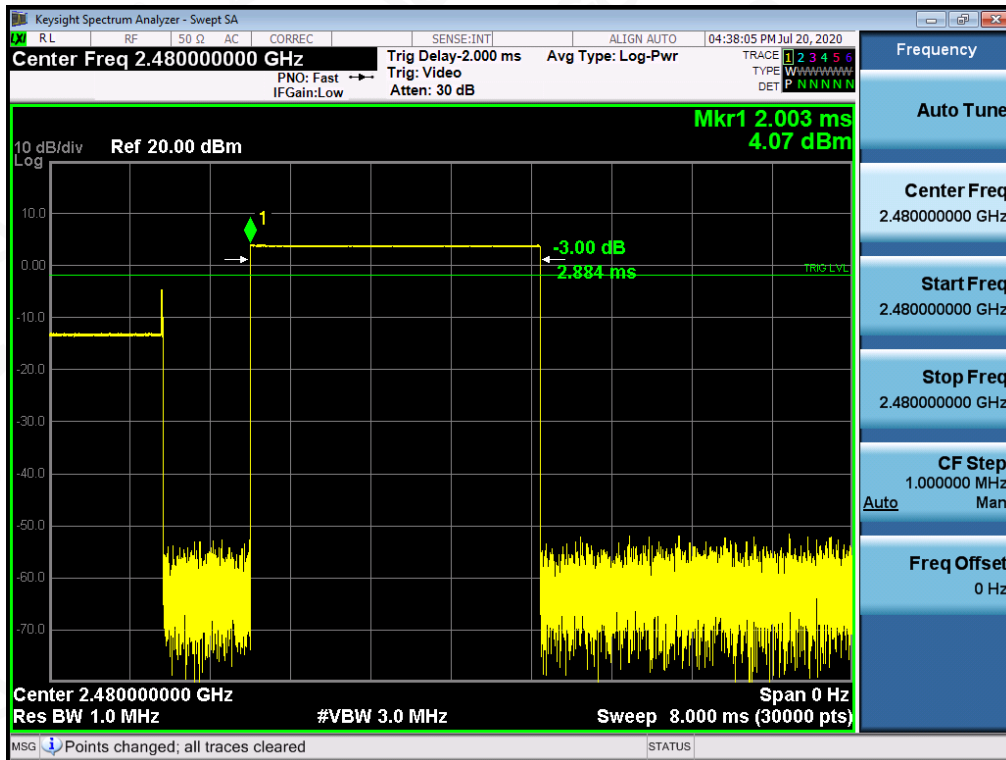 Keysight Spectrum Analyzer - Swept SA
LXI RL RF 50 Ω AC CORREC SENSE:INT ALIGN AUTO 04:38:05 PM Jul 20, 2020
Center Freq 2.480000000 GHz
PNO: Fast
IFGain:Low
Trig Delay-2.000 ms
Trig: Video
Atten: 30 dB
Avg Type: Log-Pwr
TRACE 1 2 3 4 5 6
TYPE WWWWWW
DET P N N N N N
Mkr1 2.003 ms
4.07 dBm
10 dB/div Ref 20.00 dBm
Log
10.0
0.00
-10.0
-20.0
-30.0
-40.0
-50.0
-60.0
-70.0
1
-3.00 dB
2.884 ms
TRIG LVL
Center 2.480000000 GHz Span 0 Hz
Res BW 1.0 MHz #VBW 3.0 MHz Sweep 8.000 ms (30000 pts)
MSG Points changed; all traces cleared STATUS
Frequency
Auto Tune
Center Freq
2.480000000 GHz
Start Freq
2.480000000 GHz
Stop Freq
2.480000000 GHz
CF Step
1.000000 MHz
Auto Man
Freq Offset
0 Hz